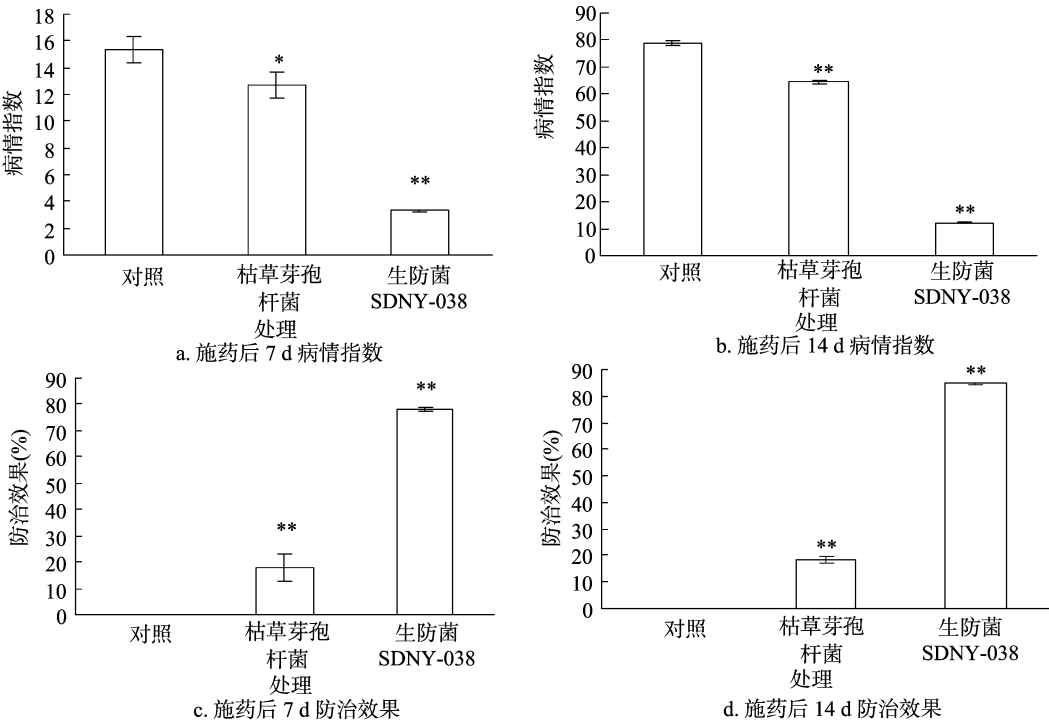 病情指数
18
16
14
12
10
8
6
4
2
0
*
**
对照
枯草芽孢
杆菌
处理
生防菌
SDNY-038
a. 施药后 7 d 病情指数
病情指数
90
80
70
60
50
40
30
20
10
0
**
**
对照
枯草芽孢
杆菌
处理
生防菌
SDNY-038
b. 施药后 14 d 病情指数
防治效果(%)
90
80
70
60
50
40
30
20
10
0
**
**
对照
枯草芽孢
杆菌
处理
生防菌
SDNY-038
c. 施药后 7 d 防治效果
防治效果(%)
90
80
70
60
50
40
30
20
10
0
**
**
对照
枯草芽孢
杆菌
处理
生防菌
SDNY-038
d. 施药后 14 d 防治效果